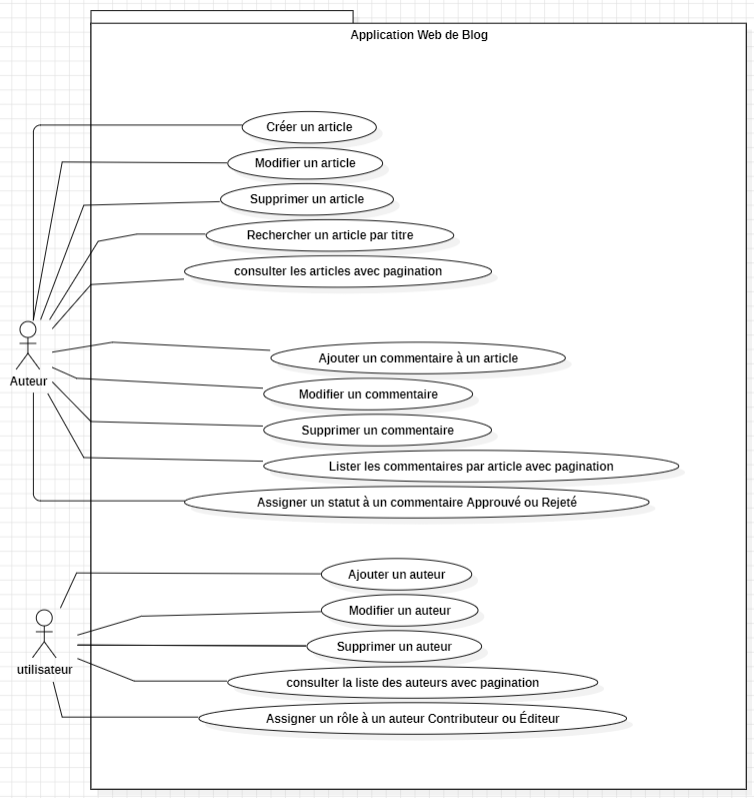 Application Web de Blog
Créer un article
Modifier un article
Supprimer un article
Rechercher un article par titre
consulter les articles avec pagination
Ajouter un commentaire à un article
Auteur
Modifier un commentaire
Supprimer un commentaire
Lister les commentaires par article avec pagination
Assigner un statut à un commentaire Approuvé ou Rejeté
Ajouter un auteur
Modifier un auteur
Supprimer un auteur
utilisateur
consulter la liste des auteurs avec pagination
Assigner un rôle à un auteur Contributeur ou Éditeur